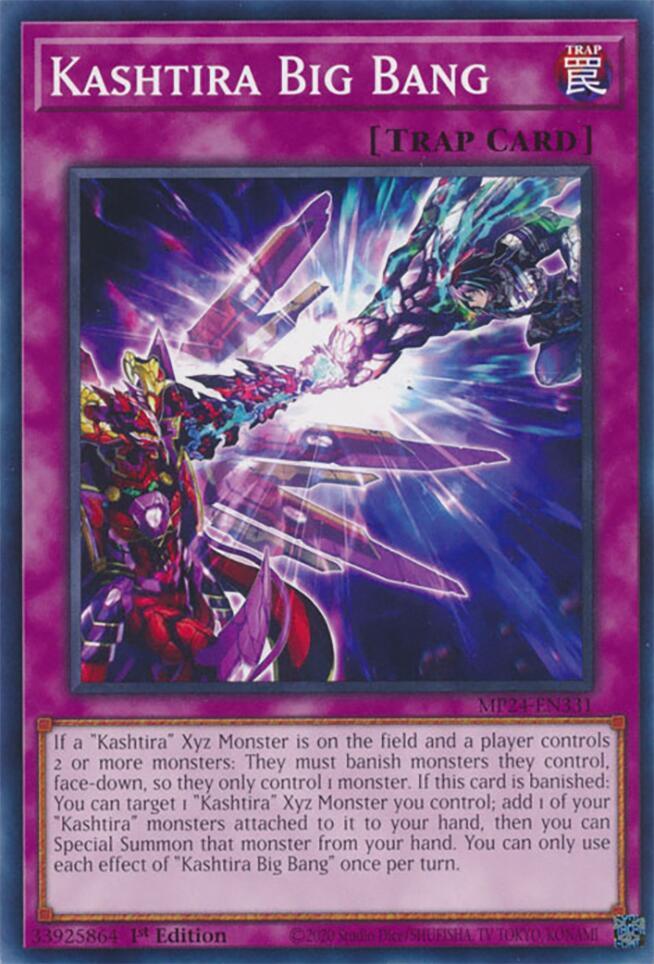 Kashtira Big Bang
TRAP
罠
[Trap Card]
MP24-EN331
If a "Kashtira" Xyz Monster is on the field and a player controls
2 or more monsters: They must banish monsters they control,
face-down, so they only control 1 monster. If this card is banished:
You can target 1 "Kashtira" Xyz Monster you control; add 1 of your
"Kashtira" monsters attached to it to your hand, then you can
Special Summon that monster from your hand. You can only use
each effect of "Kashtira Big Bang" once per turn.
33925864 1st Edition ©2020 Studio Dice/SHUEISHA, TV TOKYO, KONAMI